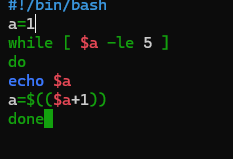 #!/bin/bash
a=1
while [ $a -le 5 ]
do
echo $a
a=$(($a+1))
done